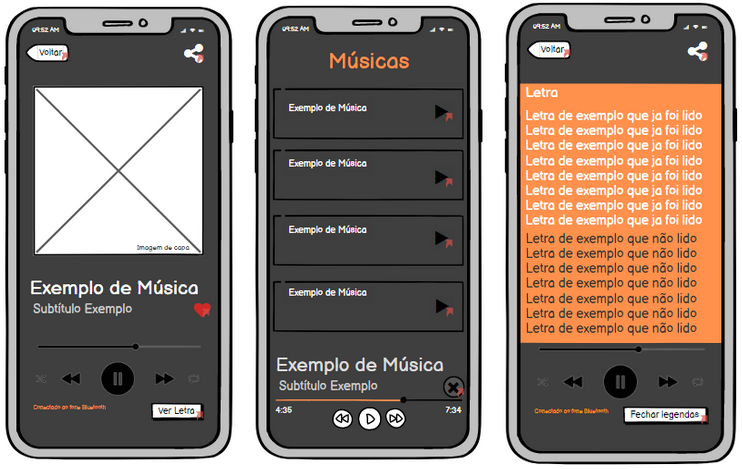 09:52 AM
Voltar
Imagem de capa
Exemplo de Música
Subtítulo Exemplo
Conectado ao fone Bluetooth
Ver Letra
09:52 AM
Músicas
Exemplo de Música
Exemplo de Música
Exemplo de Música
Exemplo de Música
Exemplo de Música
Subtítulo Exemplo
4:35
7:34
09:52 AM
Voltar
Letra
Letra de exemplo que ja foi lido
Letra de exemplo que ja foi lido
Letra de exemplo que ja foi lido
Letra de exemplo que ja foi lido
Letra de exemplo que ja foi lido
Letra de exemplo que ja foi lido
Letra de exemplo que ja foi lido
Letra de exemplo que ja foi lido
Letra de exemplo que não lido
Letra de exemplo que não lido
Letra de exemplo que não lido
Letra de exemplo que não lido
Letra de exemplo que não lido
Letra de exemplo que não lido
Letra de exemplo que não lido
Conectado ao fone Bluetooth
Fechar legendas